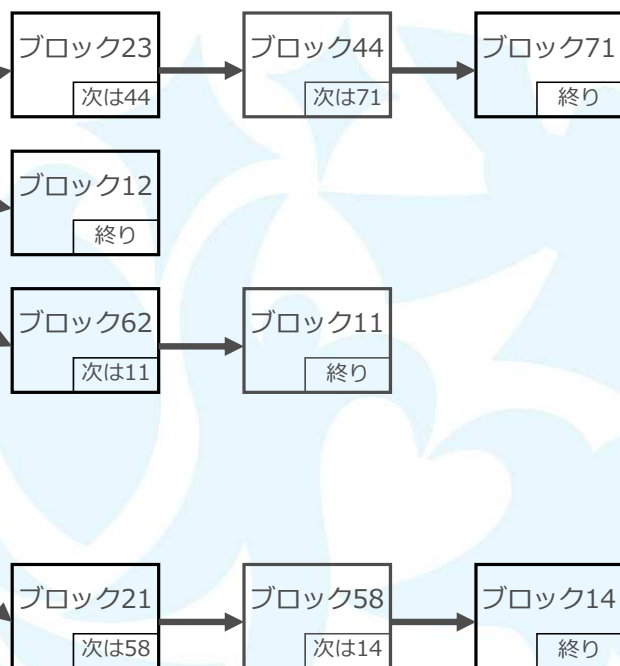 ブロック23
次は44
ブロック44
次は71
ブロック71
終り
ブロック12
終り
ブロック62
次は11
ブロック11
終り
ブロック21
次は58
ブロック58
次は14
ブロック14
終り